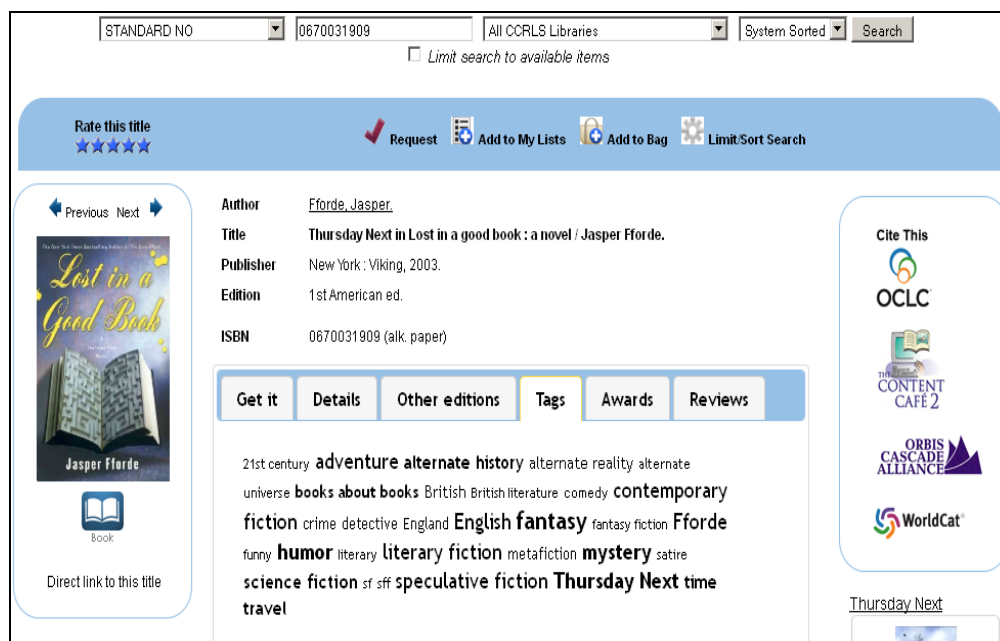 STANDARD NO 0670031909 All CCRLS Libraries System Sorted Search
Limit search to available items
Rate this title
Request Add to My Lists Add to Bag Limit/Sort Search
Previous Next
Lost in a
Good Book
Jasper Fforde
Book
Direct link to this title
Author Fforde, Jasper.
Title Thursday Next in Lost in a good book : a novel / Jasper Fforde.
Publisher New York : Viking, 2003.
Edition 1st American ed.
ISBN 0670031909 (alk. paper)
Get it Details Other editions Tags Awards Reviews
21st century adventure alternate history alternate reality alternate
universe books about books British British literature comedy contemporary
fiction crime detective England English fantasy fantasy fiction Fforde
funny humor literary literary fiction metafiction mystery satire
science fiction sf sff speculative fiction Thursday Next time
travel
Cite This
OCLC
THE
CONTENT
CAFÉ 2
ORBIS
CASCADE
ALLIANCE
WorldCat
Thursday Next